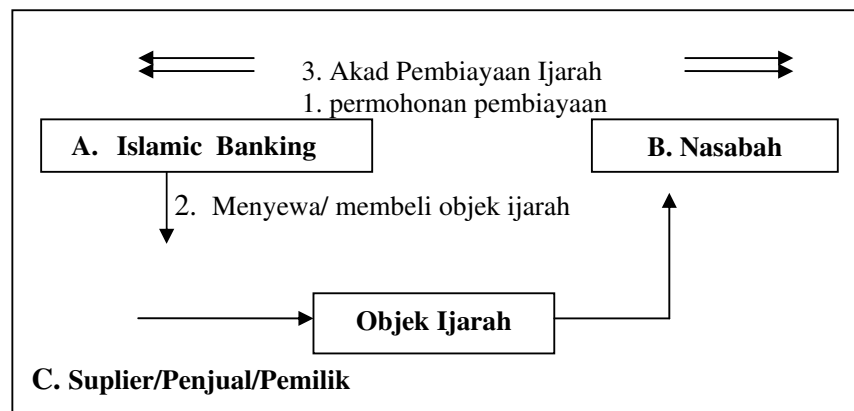 3. Akad Pembiayaan Ijarah
1. permohonan pembiayaan
A. Islamic Banking
B. Nasabah
2. Menyewa/ membeli objek ijarah
Objek Ijarah
C. Suplier/Penjual/Pemilik